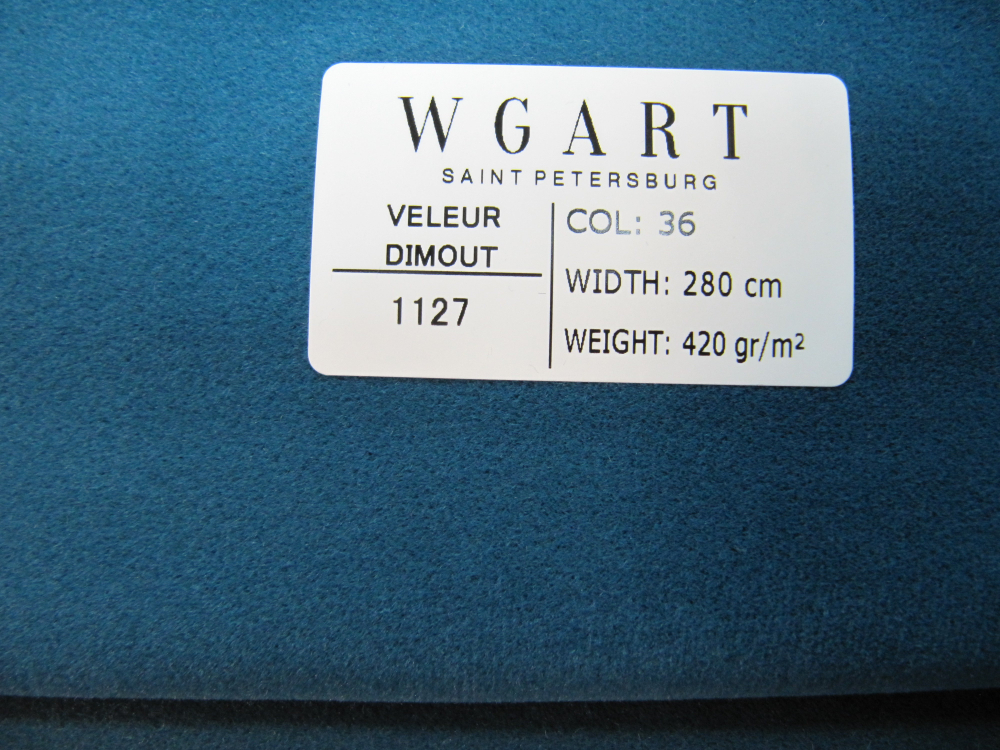 WGART
SAINT PETERSBURG
VELEUR
DIMOUT
1127
COL: 36
WIDTH: 280 cm
WEIGHT: 420 gr/m²